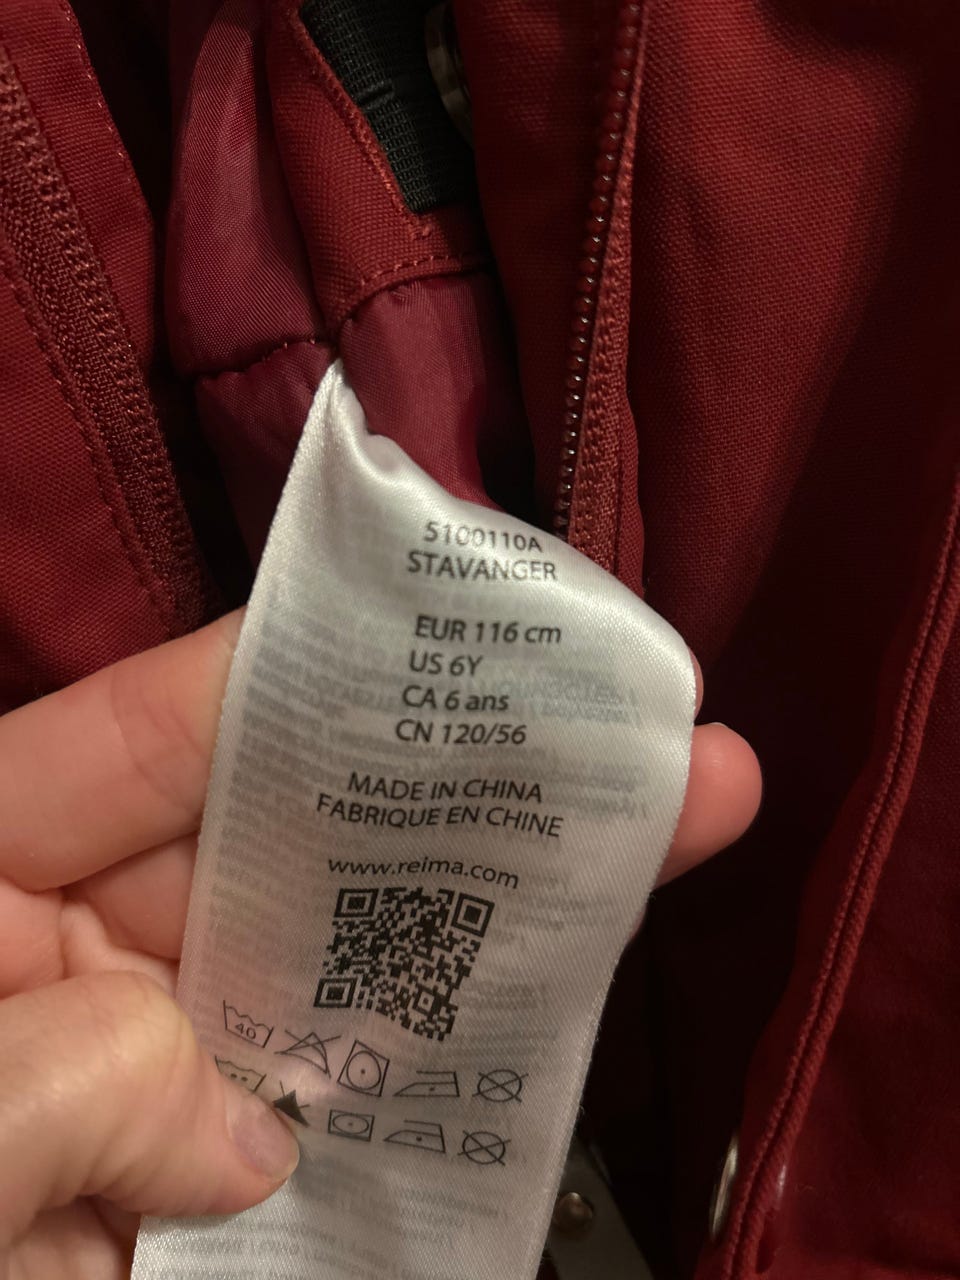 5100110A
STAVANGER
EUR 116 cm
US 6Y
CA 6 ans
CN 120/56
MADE IN CHINA
FABRIQUE EN CHINE
www.reima.com
40